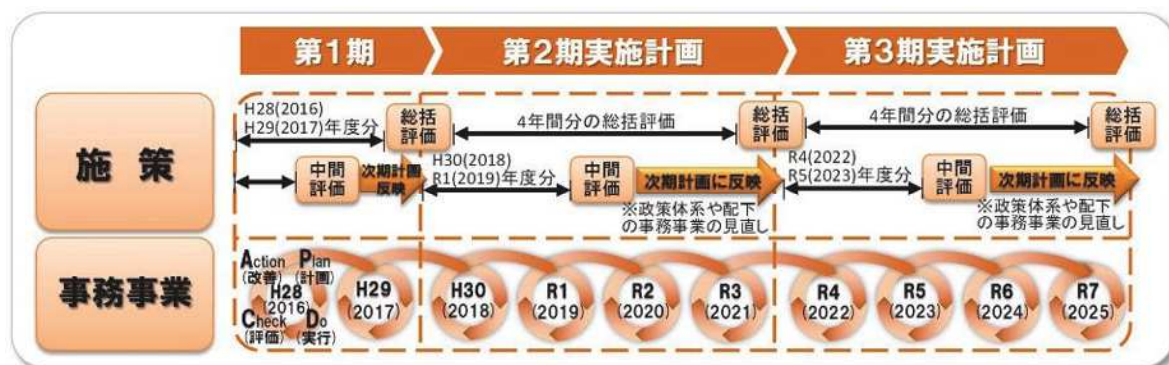 第1期
第2期実施計画
第3期実施計画
施策
H28(2016)
H29(2017)年度分
総括
評価
4年間分の総括評価
総括
評価
4年間分の総括評価
総括
評価
中間
評価
次期計画
反映
H30(2018)
R1(2019)年度分
中間
評価
次期計画に反映
※政策体系や配下
の事務事業の見直し
R4(2022)
R5(2023)年度分
中間
評価
次期計画に反映
※政策体系や配下
の事務事業の見直し
事務事業
Action
(改善)
Plan
(計画)
H28
(2016)
Check
(評価)
Do
(実行)
H29
(2017)
H30
(2018)
R1
(2019)
R2
(2020)
R3
(2021)
R4
(2022)
R5
(2023)
R6
(2024)
R7
(2025)